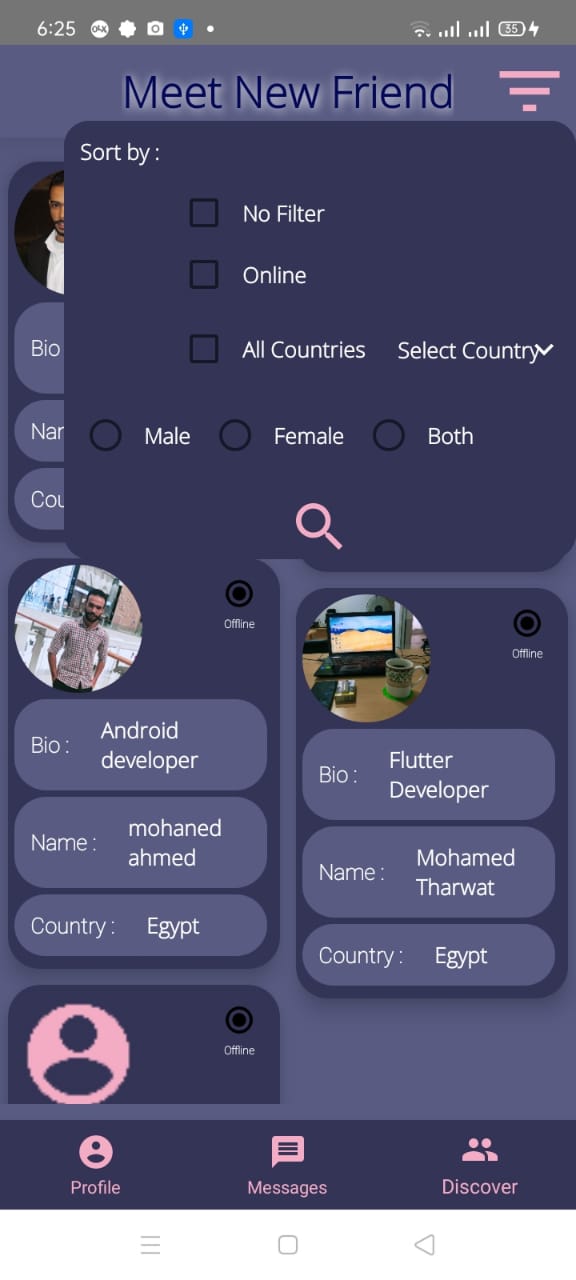 6:25
OLX
35
Meet New Friend
Sort by :
No Filter
Online
All Countries Select Country
Male Female Both
Bio
Nar
Cou
Offline
Bio : Android
developer
Name : mohaned
ahmed
Country : Egypt
Offline
Bio : Flutter
Developer
Name : Mohamed
Tharwat
Country : Egypt
Offline
Profile Messages Discover